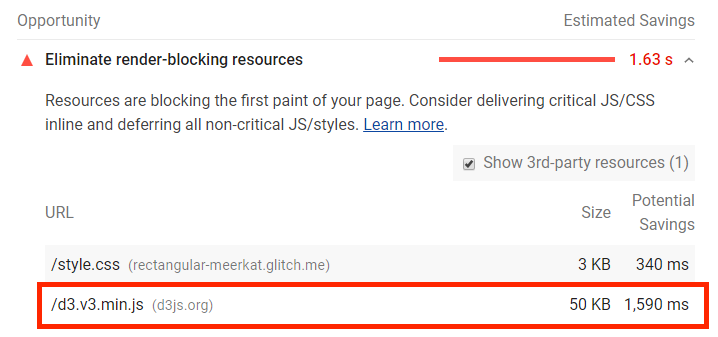 Opportunity Estimated Savings
Eliminate render-blocking resources 1.63 s
Resources are blocking the first paint of your page. Consider delivering critical JS/CSS
inline and deferring all non-critical JS/styles. Learn more.
Show 3rd-party resources (1)
URL Size Potential Savings
/style.css (rectangular-meerkat.glitch.me) 3 KB 340 ms
/d3.v3.min.js (d3js.org) 50 KB 1,590 ms